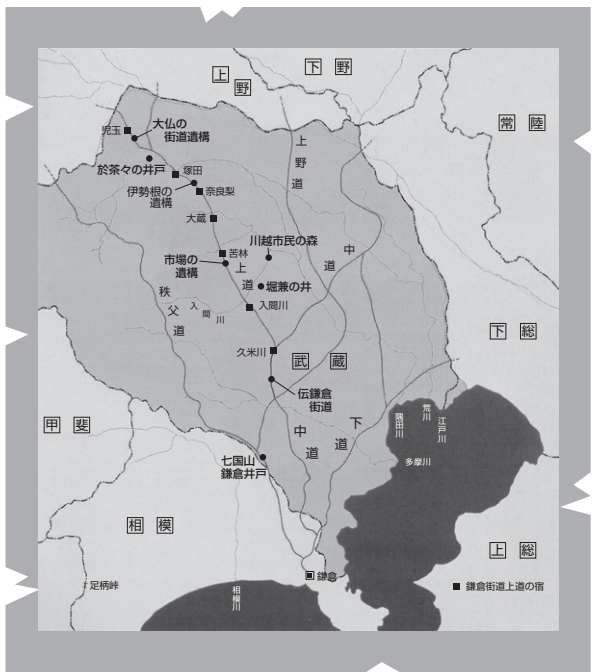 上野
下野
常陸
児玉
大仏の
街道遺構
於茶々の井戸
塚田
伊勢根の
遺構
奈良梨
大蔵
上野道
川越市民の森
市場の
遺構
苦林
上道
中道
堀兼の井
秩父道
入間川
入間川
久米川
武蔵
下総
伝鎌倉
街道
甲斐
中道
下道
隅田川
荒川
江戸川
多摩川
七国山
鎌倉井戸
相模
上総
鎌倉
足柄峠
相模川
鎌倉街道上道の宿